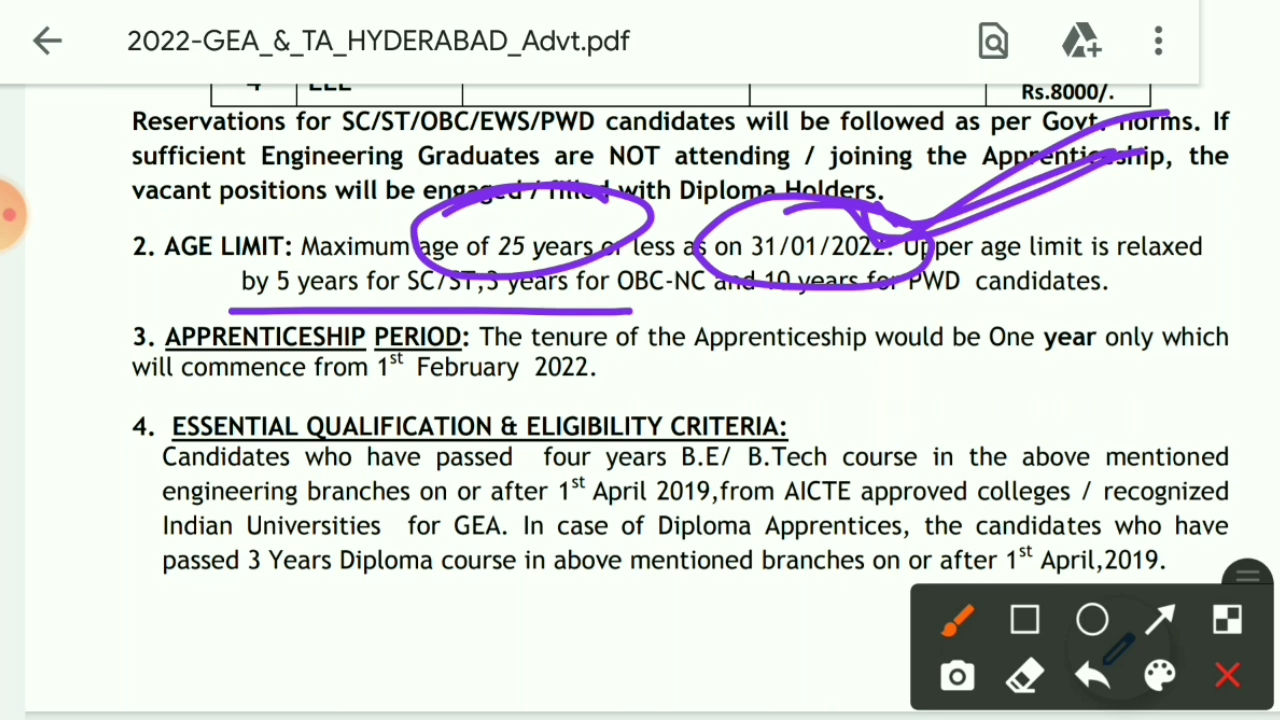 2022-GEA_&_TA_HYDERABAD_Advt.pdf
Rs.8000/.
Reservations for SC/ST/OBC/EWS/PWD candidates will be followed as per Govt. norms. If
sufficient Engineering Graduates are NOT attending / joining the Apprenticeship, the
vacant positions will be engaged / filled with Diploma Holders.
2. AGE LIMIT: Maximum age of 25 years or less as on 31/01/2022. Upper age limit is relaxed
by 5 years for SC/ST,3 years for OBC-NC and 10 years for PWD candidates.
3. APPRENTICESHIP PERIOD: The tenure of the Apprenticeship would be One year only which
will commence from 1st February 2022.
4. ESSENTIAL QUALIFICATION & ELIGIBILITY CRITERIA:
Candidates who have passed four years B.E/ B.Tech course in the above mentioned
engineering branches on or after 1st April 2019,from AICTE approved colleges / recognized
Indian Universities for GEA. In case of Diploma Apprentices, the candidates who have
passed 3 Years Diploma course in above mentioned branches on or after 1st April,2019.